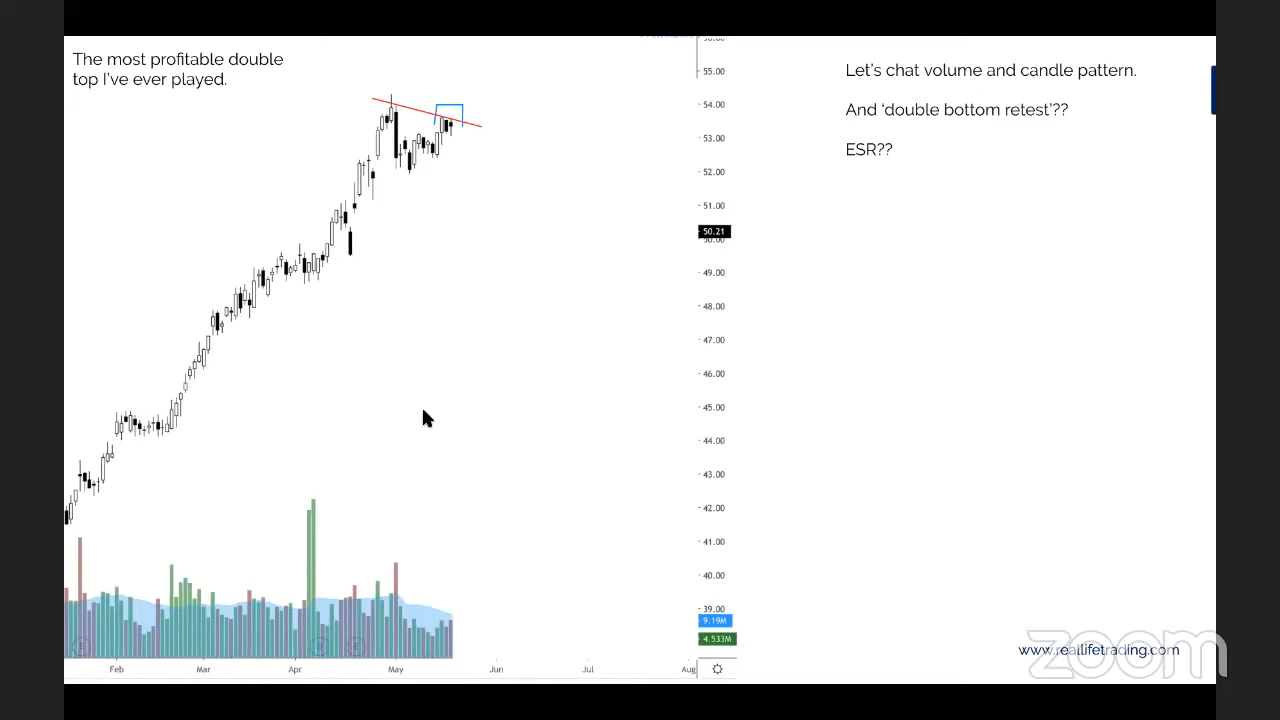 The most profitable double
top I've ever played.
Let's chat volume and candle pattern.
And 'double bottom retest'??
ESR??
55.00
54.00
53.00
52.00
51.00
50.21
50.00
49.00
48.00
47.00
46.00
45.00
44.00
43.00
42.00
41.00
40.00
39.00
9.19M
4.533M
Feb Mar Apr May Jun Jul Aug
www.reallifetrading.com
zoom